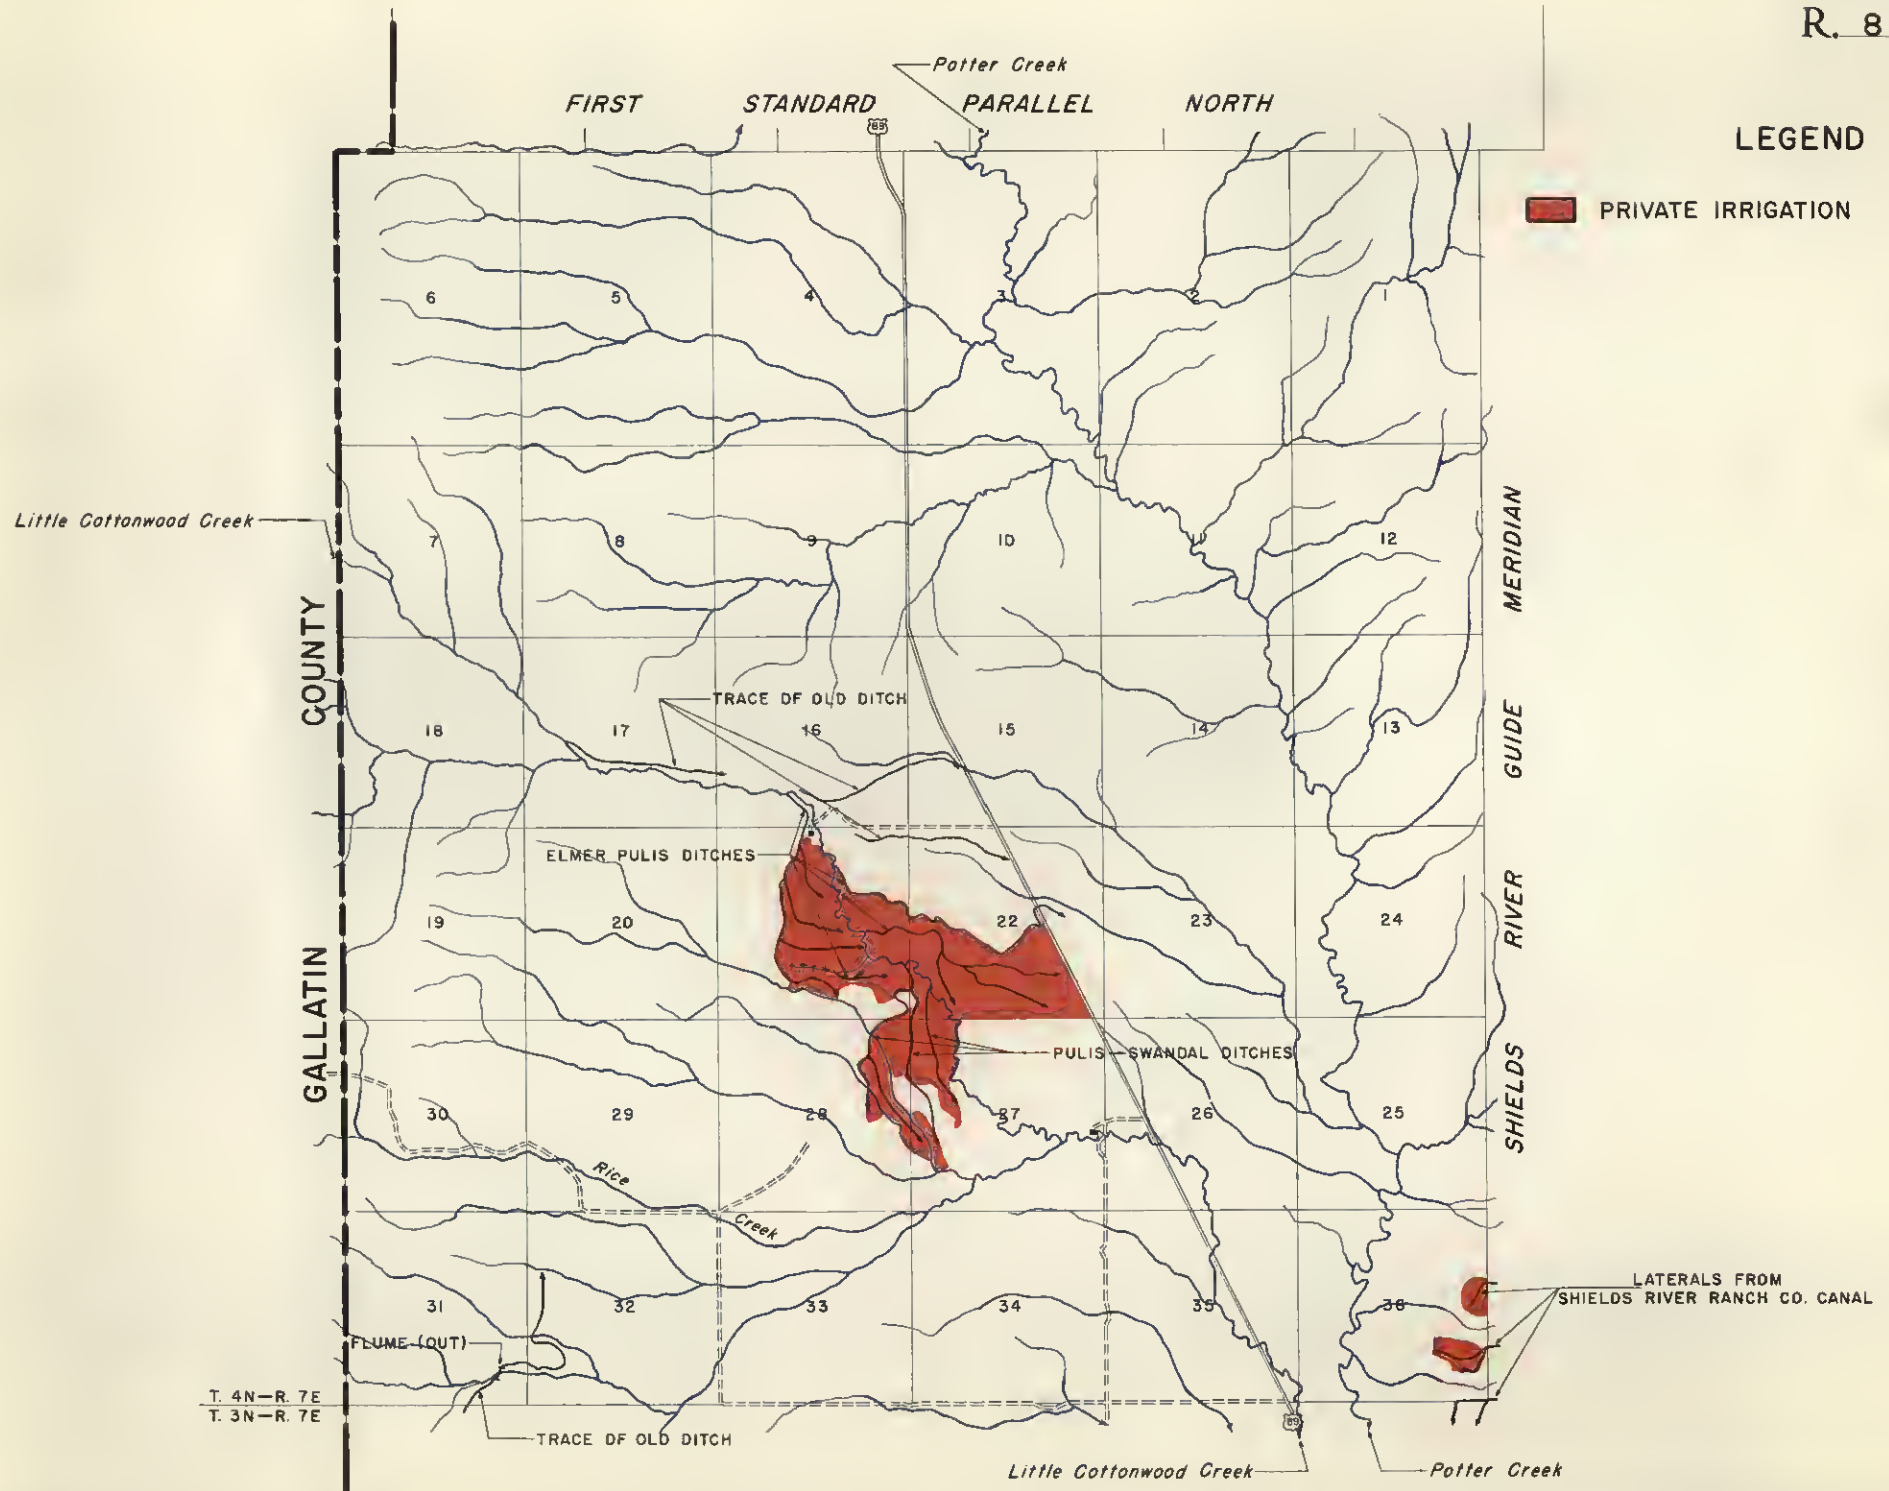 R. 8
Potter Creek
FIRST STANDARD PARALLEL NORTH
89
LEGEND
PRIVATE IRRIGATION
6 5 4 3 2 1
Little Cottonwood Creek
7 8 9 10 11 12
MERIDIAN
COUNTY
TRACE OF OLD DITCH
18 17 16 15 14 13
GUIDE
ELMER PULIS DITCHES
19 20 22 23 24
RIVER
GALLATIN
PULIS-SWANDAL DITCHES
30 29 28 27 26 25
SHIELDS
Rice
Creek
LATERALS FROM
SHIELDS RIVER RANCH CO. CANAL
31 32 33 34 35 36
FLUME (OUT)
T. 4N-R. 7E
T. 3N-R. 7E
89
TRACE OF OLD DITCH
Little Cottonwood Creek
Potter Creek